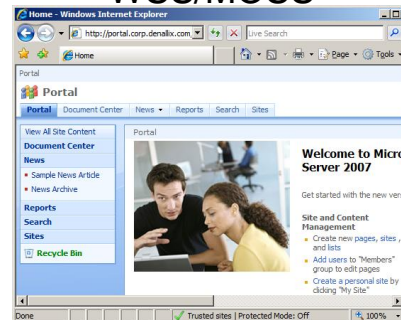 WSS/MOSS
Home - Windows Internet Explorer
http://portal.corp.denallix.com
Live Search
Home
Page
Tools
Portal
Portal
Portal
Document Center
News
Reports
Search
Sites
View All Site Content
Document Center
News
Sample News Article
News Archive
Reports
Search
Sites
Recycle Bin
Portal
Welcome to Micro
Server 2007
Get started with the new ver
Site and Content
Management
Create new pages, sites,
and lists
Add users to "Members"
group to edit pages
Create a personal site by
clicking "My Site"
Done
Trusted sites | Protected Mode: Off
100%